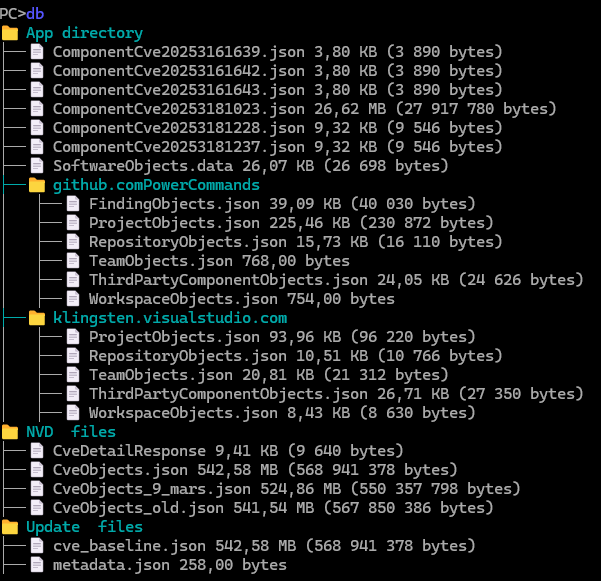 PC>db
App directory
ComponentCve20253161639.json 3,80 KB (3 890 bytes)
ComponentCve20253161642.json 3,80 KB (3 890 bytes)
ComponentCve20253161643.json 3,80 KB (3 890 bytes)
ComponentCve20253181023.json 26,62 MB (27 917 780 bytes)
ComponentCve20253181228.json 9,32 KB (9 546 bytes)
ComponentCve20253181237.json 9,32 KB (9 546 bytes)
SoftwareObjects.data 26,07 KB (26 698 bytes)
github.comPowerCommands
FindingObjects.json 39,09 KB (40 030 bytes)
ProjectObjects.json 225,46 KB (230 872 bytes)
RepositoryObjects.json 15,73 KB (16 110 bytes)
TeamObjects.json 768,00 bytes
ThirdPartyComponentObjects.json 24,05 KB (24 626 bytes)
WorkspaceObjects.json 754,00 bytes
klingsten.visualstudio.com
ProjectObjects.json 93,96 KB (96 220 bytes)
RepositoryObjects.json 10,51 KB (10 766 bytes)
TeamObjects.json 20,81 KB (21 312 bytes)
ThirdPartyComponentObjects.json 26,71 KB (27 350 bytes)
WorkspaceObjects.json 8,43 KB (8 630 bytes)
NVD  files
CveDetailResponse 9,41 KB (9 640 bytes)
CveObjects.json 542,58 MB (568 941 378 bytes)
CveObjects_9_mars.json 524,86 MB (550 357 798 bytes)
CveObjects_old.json 541,54 MB (567 850 386 bytes)
Update  files
cve_baseline.json 542,58 MB (568 941 378 bytes)
metadata.json 258,00 bytes